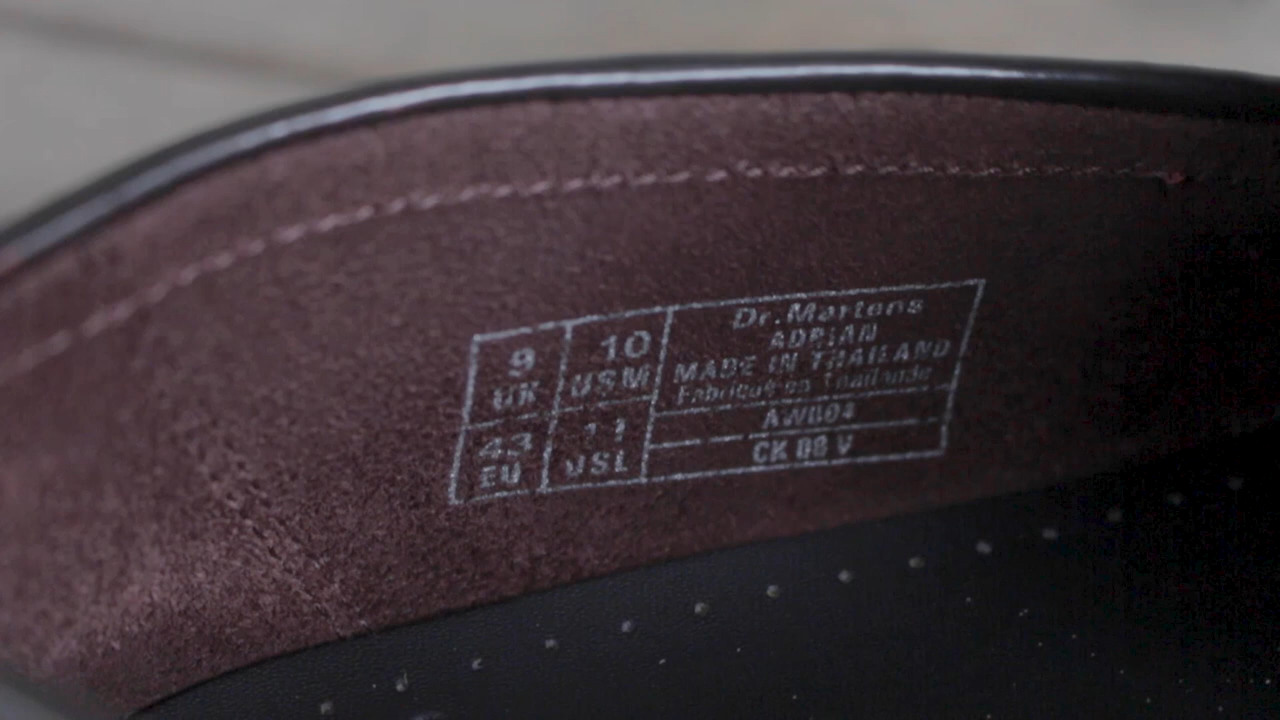 9
UK
10
USM
43
EU
11
USL
Dr.Martens
ADRIAN
MADE IN THAILAND
Fabriqué en Thailande
AW004
CK 08 V